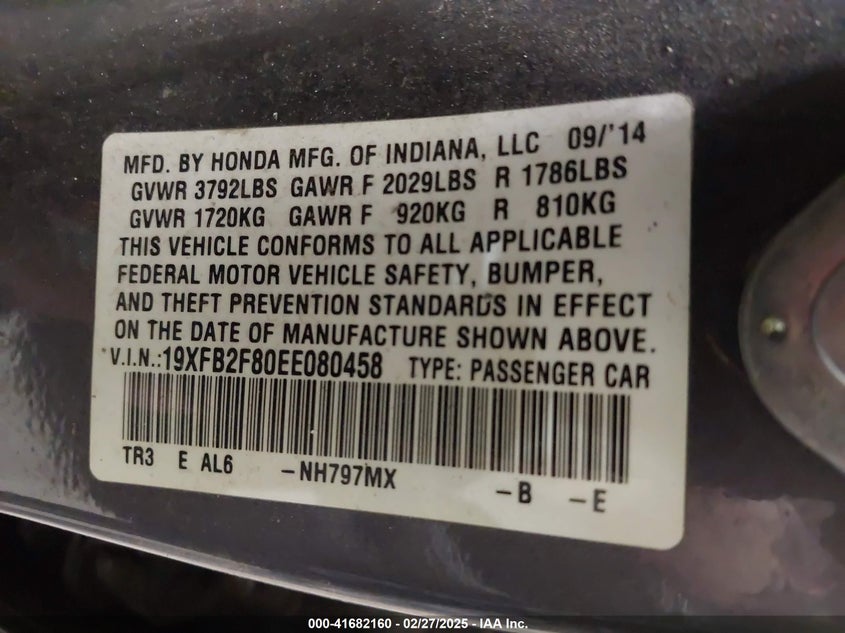 MFD. BY HONDA MFG. OF INDIANA, LLC 09/'14
GVWR 3792LBS GAWR F 2029LBS R 1786LBS
GVWR 1720KG GAWR F 920KG R 810KG
THIS VEHICLE CONFORMS TO ALL APPLICABLE
FEDERAL MOTOR VEHICLE SAFETY, BUMPER,
AND THEFT PREVENTION STANDARDS IN EFFECT
ON THE DATE OF MANUFACTURE SHOWN ABOVE.
V.I.N.:19XFB2F80EE080458 TYPE: PASSENGER CAR
TR3 E AL6 -NH797MX -B -E
000-41682160 - 02/27/2025 - IAA Inc.